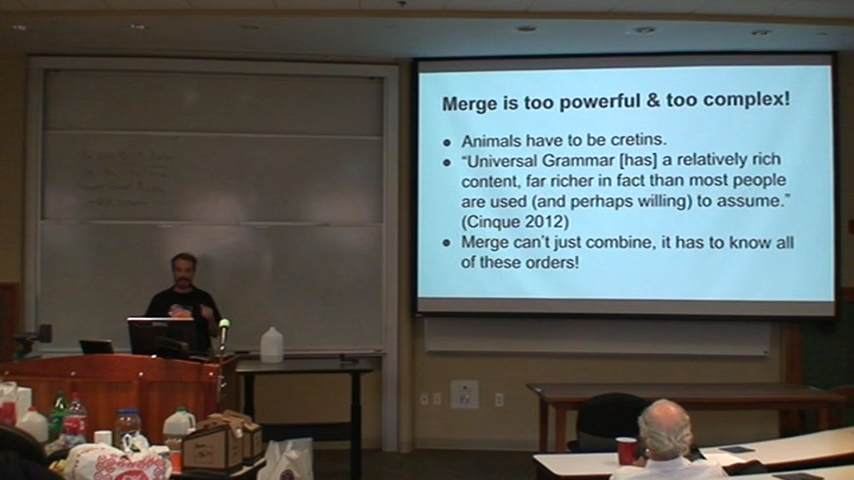 Merge is too powerful & too complex!
● Animals have to be cretins.
● “Universal Grammar [has] a relatively rich
content, far richer in fact than most people
are used (and perhaps willing) to assume.”
(Cinque 2012)
● Merge can’t just combine, it has to know all
of these orders!